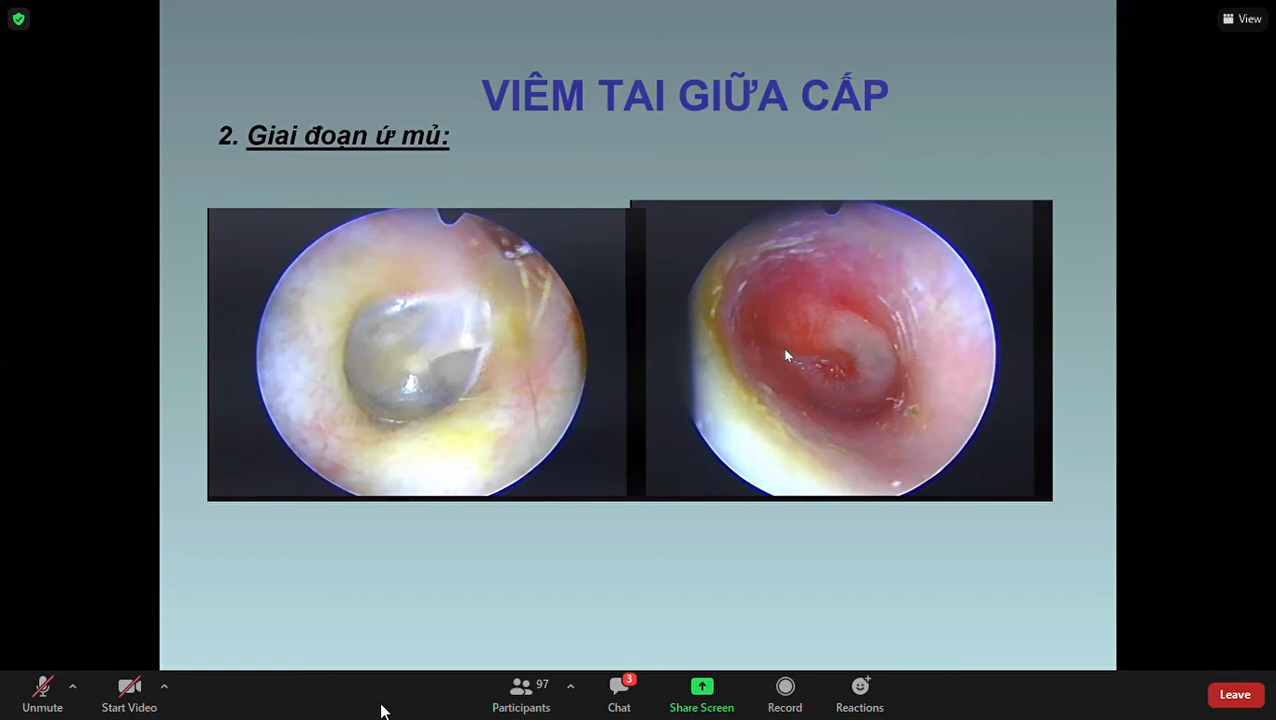 View
VIÊM TAI GIỮA CẤP
2. Giai đoạn ứ mủ:
Unmute
Start Video
97
Participants
3
Chat
Share Screen
Record
Reactions
Leave